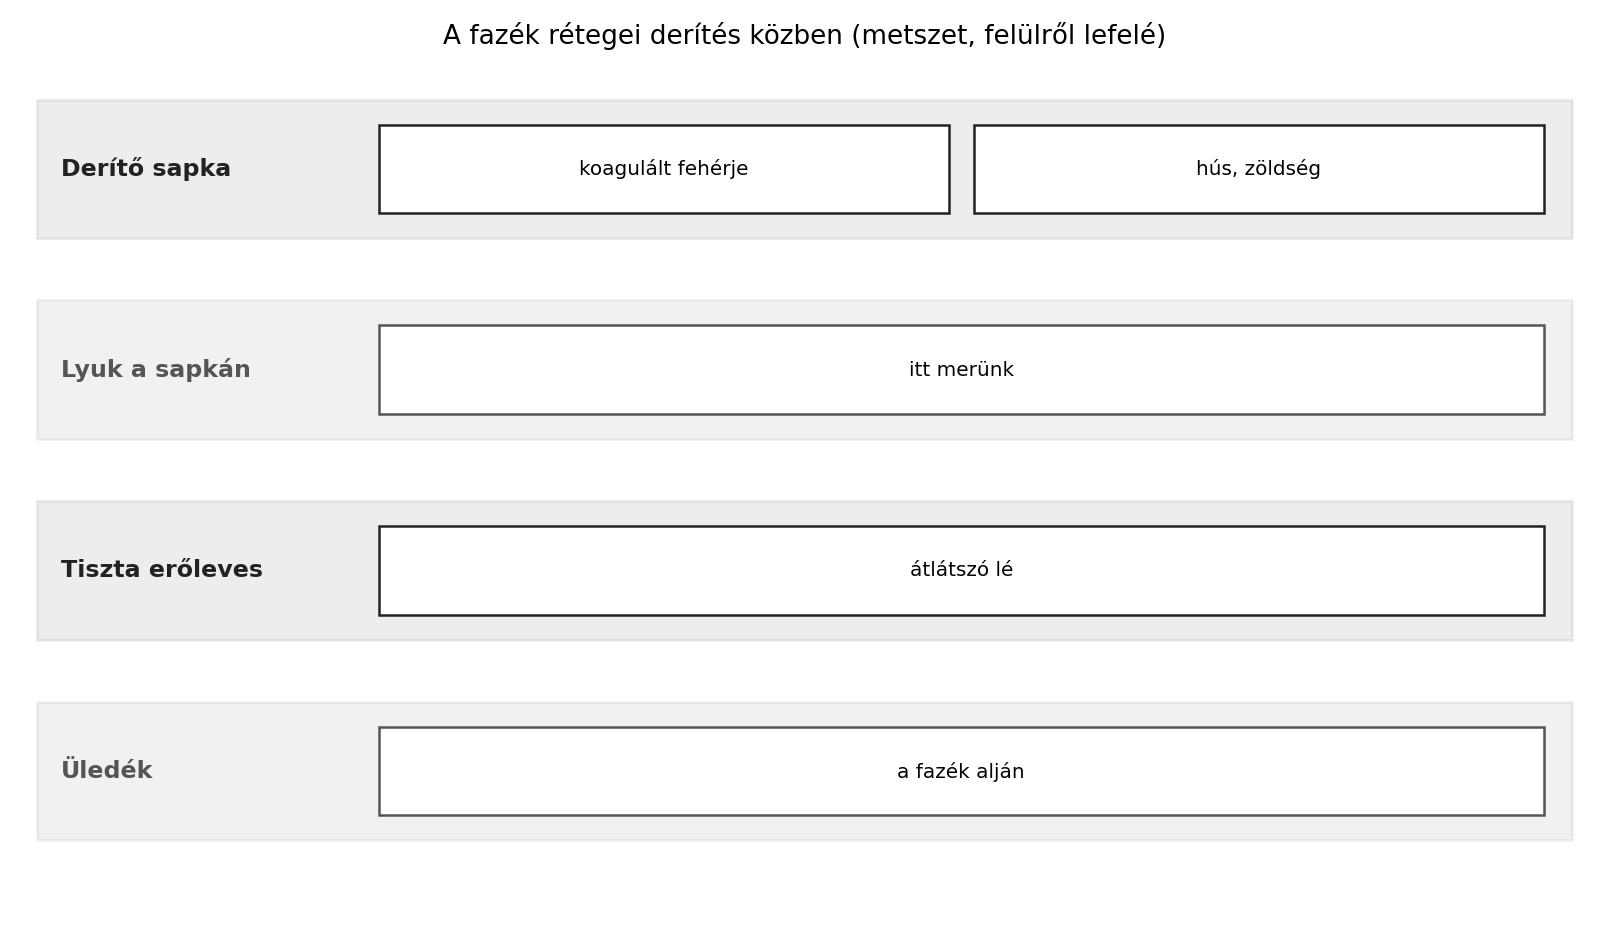 A fazék rétegei derítés közben (metszet, felülről lefelé)
Derítő sapka
koagulált fehérje
hús, zöldség
Lyuk a sapkán
itt merünk
Tiszta erőleves
átlátszó lé
Üledék
a fazék alján